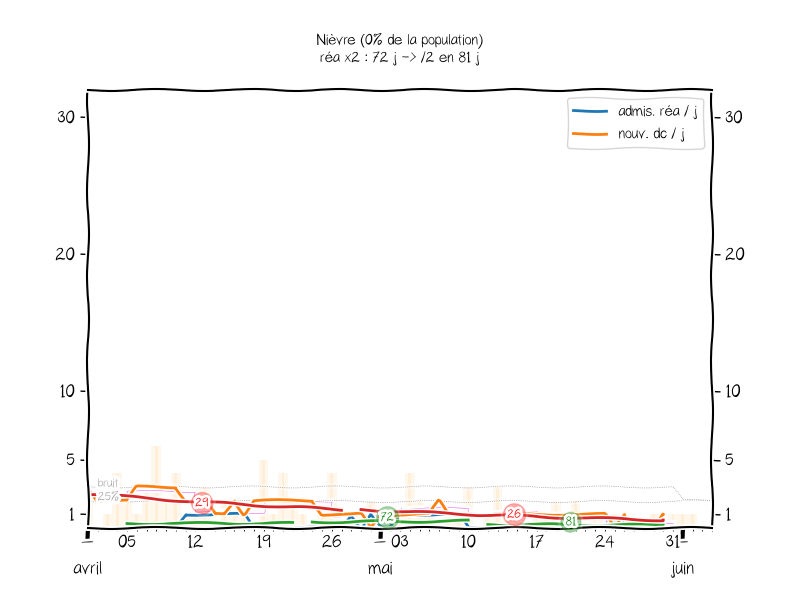 Nièvre (0% de la population)
réa x2 : 72 j -> /2 en 81 j
admis. réa / j
nouv. dc / j
30 30
20 20
10 10
5 5
1 1
bruit
25%
29
72
26
81
05 12 19 26 03 10 17 24 31
avril mai juin